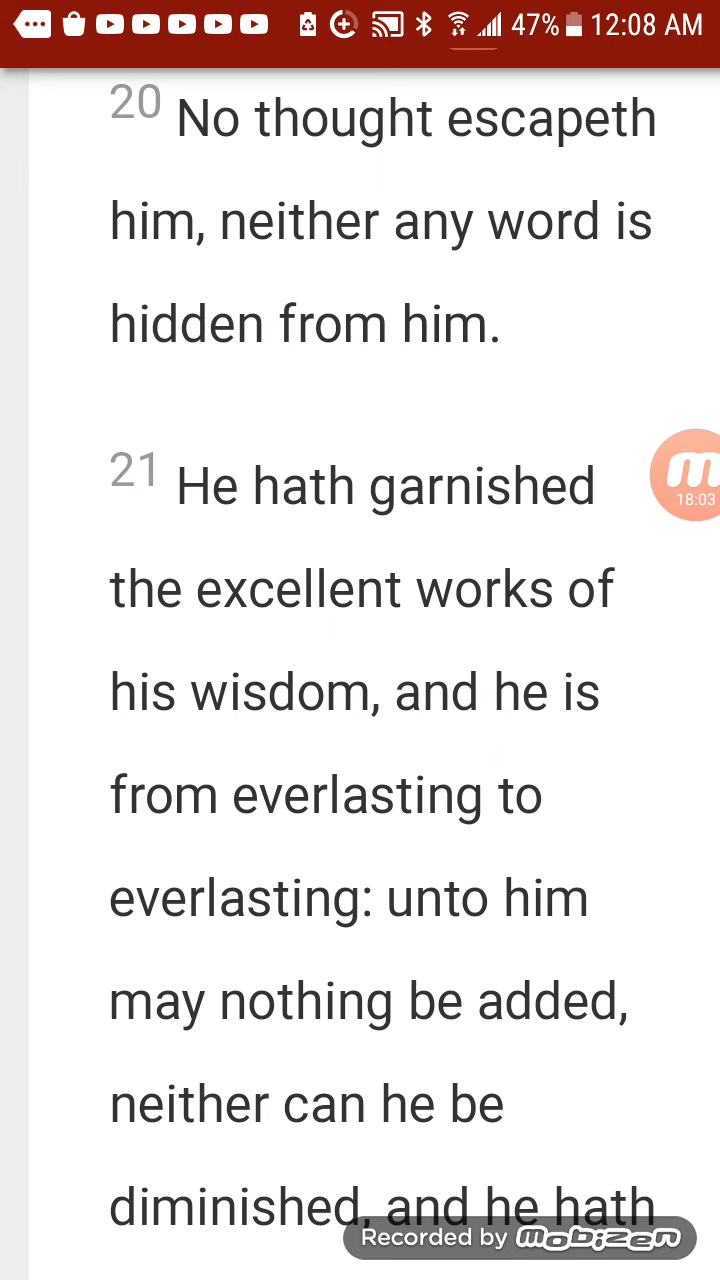 47% 12:08 AM
20 No thought escapeth
him, neither any word is
hidden from him.
21 He hath garnished
m
18:03
the excellent works of
his wisdom, and he is
from everlasting to
everlasting: unto him
may nothing be added,
neither can he be
diminished, and he hath
Recorded by mobizen